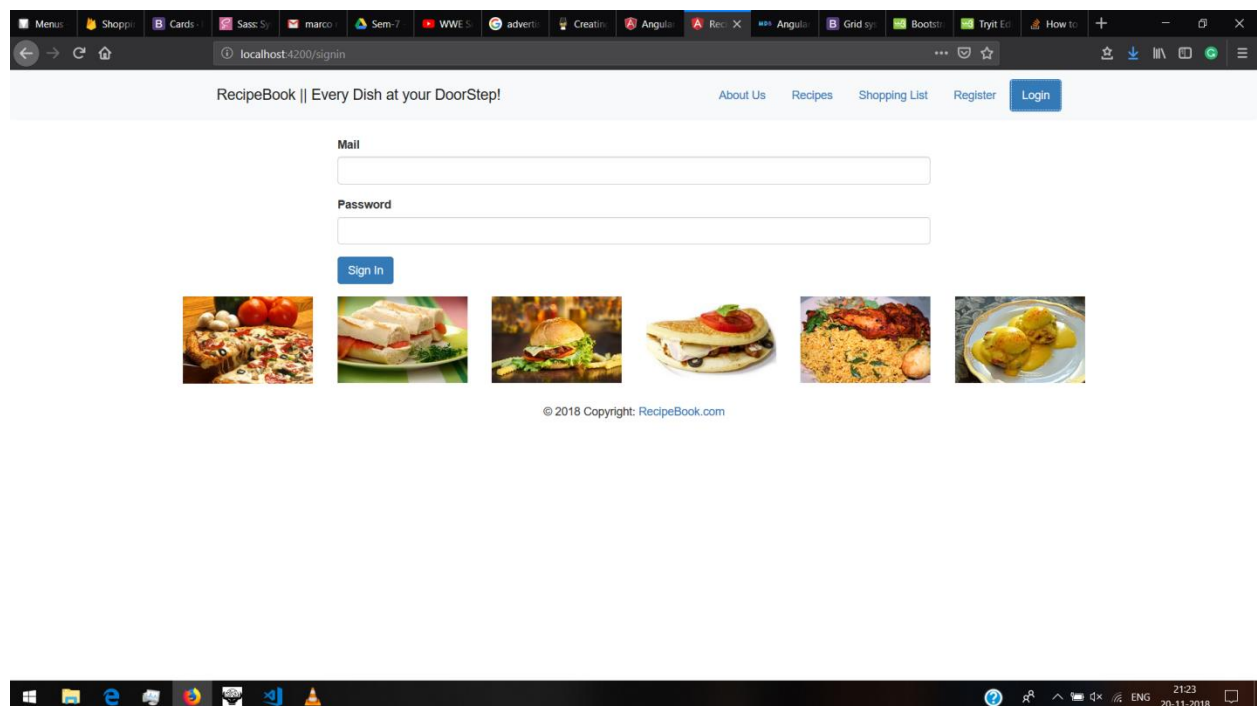 Menus Shoppi Cards - Sass: Sy marco Sem-7 WWE S adverti Creatin Angula Rec Angula Grid sys Bootstr Tryit Ed How to
localhost:4200/signin
RecipeBook || Every Dish at your DoorStep! About Us Recipes Shopping List Register Login
Mail
Password
Sign In
© 2018 Copyright: RecipeBook.com
ENG 21:23
20-11-2018